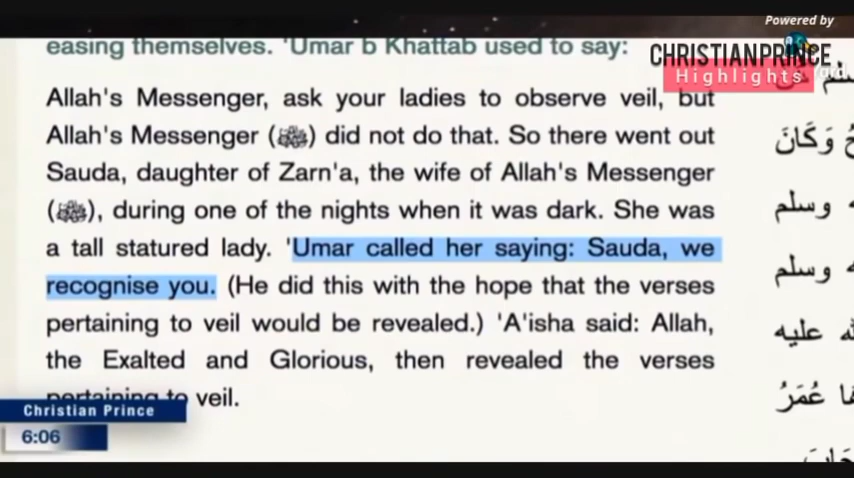 Powered by
easing themselves. 'Umar b Khattab used to say:
CHRISTIANPRINCE
Highlights
Allah's Messenger, ask your ladies to observe veil, but
Allah's Messenger (ﷺ) did not do that. So there went out
Sauda, daughter of Zarn'a, the wife of Allah's Messenger
(ﷺ), during one of the nights when it was dark. She was
a tall statured lady. 'Umar called her saying: Sauda, we
recognise you. (He did this with the hope that the verses
pertaining to veil would be revealed.) 'A'isha said: Allah,
the Exalted and Glorious, then revealed the verses
pertaining to veil.
وَكَانَ
وسلم
وسلم
عليه
عُمَرُ
Christian Prince
6:06